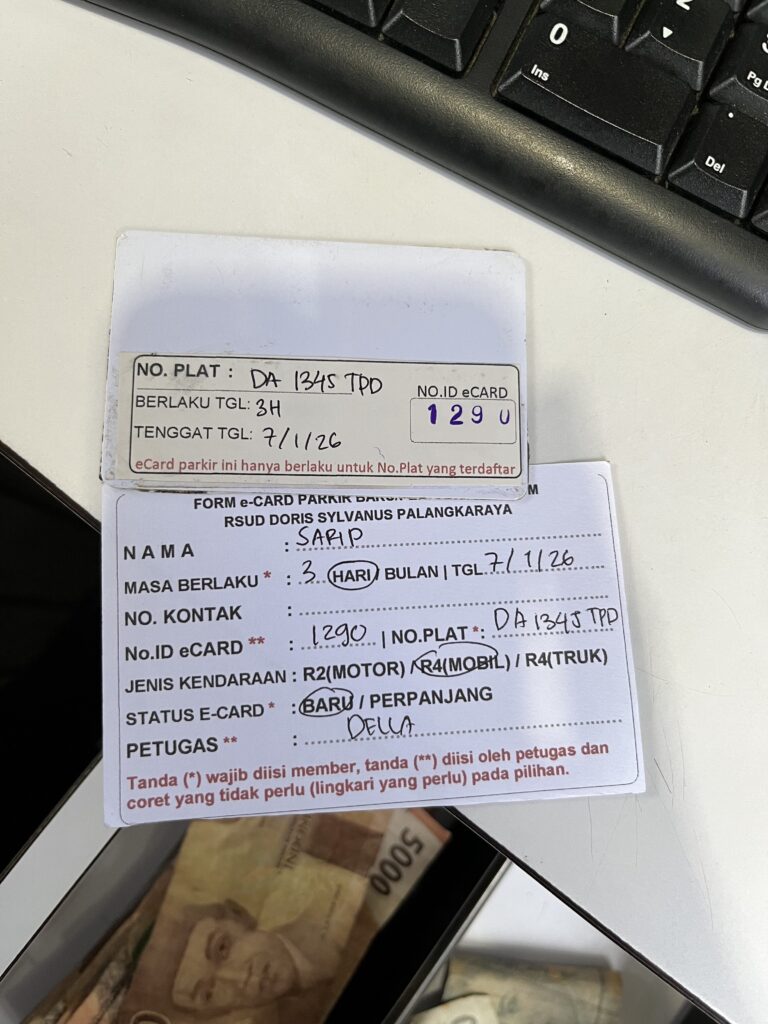 0
Ins
2
Del
NO. PLAT : DA 1345 TPD
BERLAKU TGL: 3H
TENGGAT TGL: 7/1/26
NO.ID eCARD
1290
eCard parkir ini hanya berlaku untuk No.Plat yang terdaftar
FORM e-CARD PARKIR
RSUD DORIS SYLVANUS PALANGKARAYA
NAMA : SARIP
MASA BERLAKU * : 3 HARI / BULAN | TGL 7/1/26
NO. KONTAK :
No.ID eCARD ** : 1290 | NO.PLAT *: DA 1345 TPD
JENIS KENDARAAN : R2(MOTOR) / R4(MOBIL) / R4(TRUK)
STATUS E-CARD * : BARU / PERPANJANG
PETUGAS ** : DELLA
Tanda (*) wajib diisi member, tanda (**) diisi oleh petugas dan
coret yang tidak perlu (lingkari yang perlu) pada pilihan.
5000